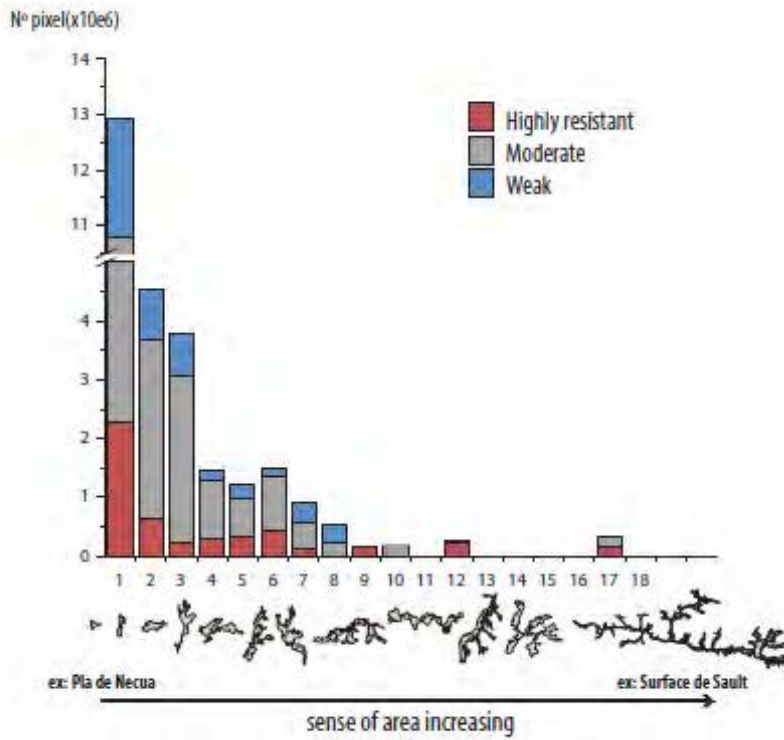 Nº pixel(x10e6)
14
13
12
11
4
3
2
1
0
Highly resistant
Moderate
Weak
1 2 3 4 5 6 7 8 9 10 11 12 13 14 15 16 17 18
ex: Pla de Necua
ex: Surface de Sault
sense of area increasing